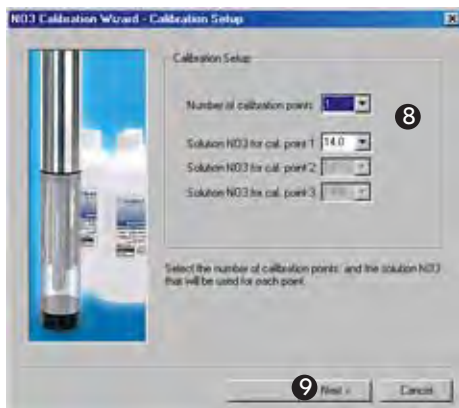 NO3 Calibration Wizard - Calibration Setup
Calibration Setup
Number of calibration points 1
8
Solution NO3 for cal. point 1 14.0
Solution NO3 for cal. point 2
Solution NO3 for cal. point 3
Select the number of calibration points and the solution NO3
that will be used for each point.
9 Next > Cancel